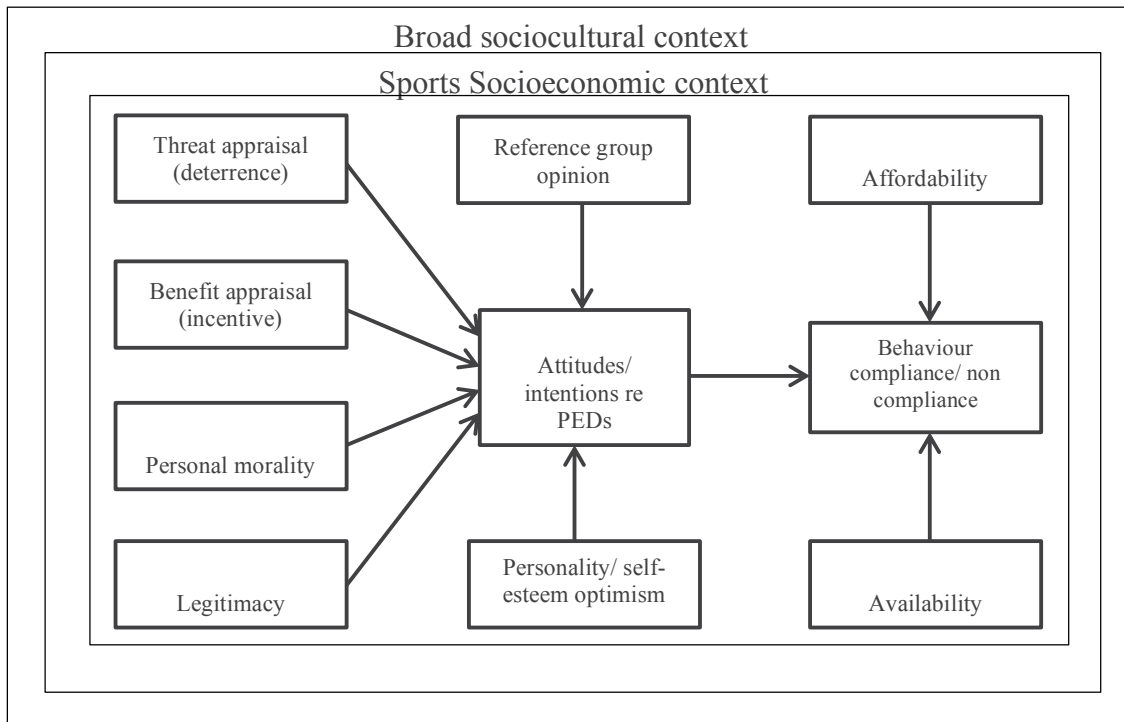 Broad sociocultural context
Sports Socioeconomic context
Threat appraisal
(deterrence)
Reference group
opinion
Affordability
Benefit appraisal
(incentive)
Attitudes/
intentions re
PEDs
Behaviour
compliance/ non
compliance
Personal morality
Legitimacy
Personality/ self-
esteem optimism
Availability